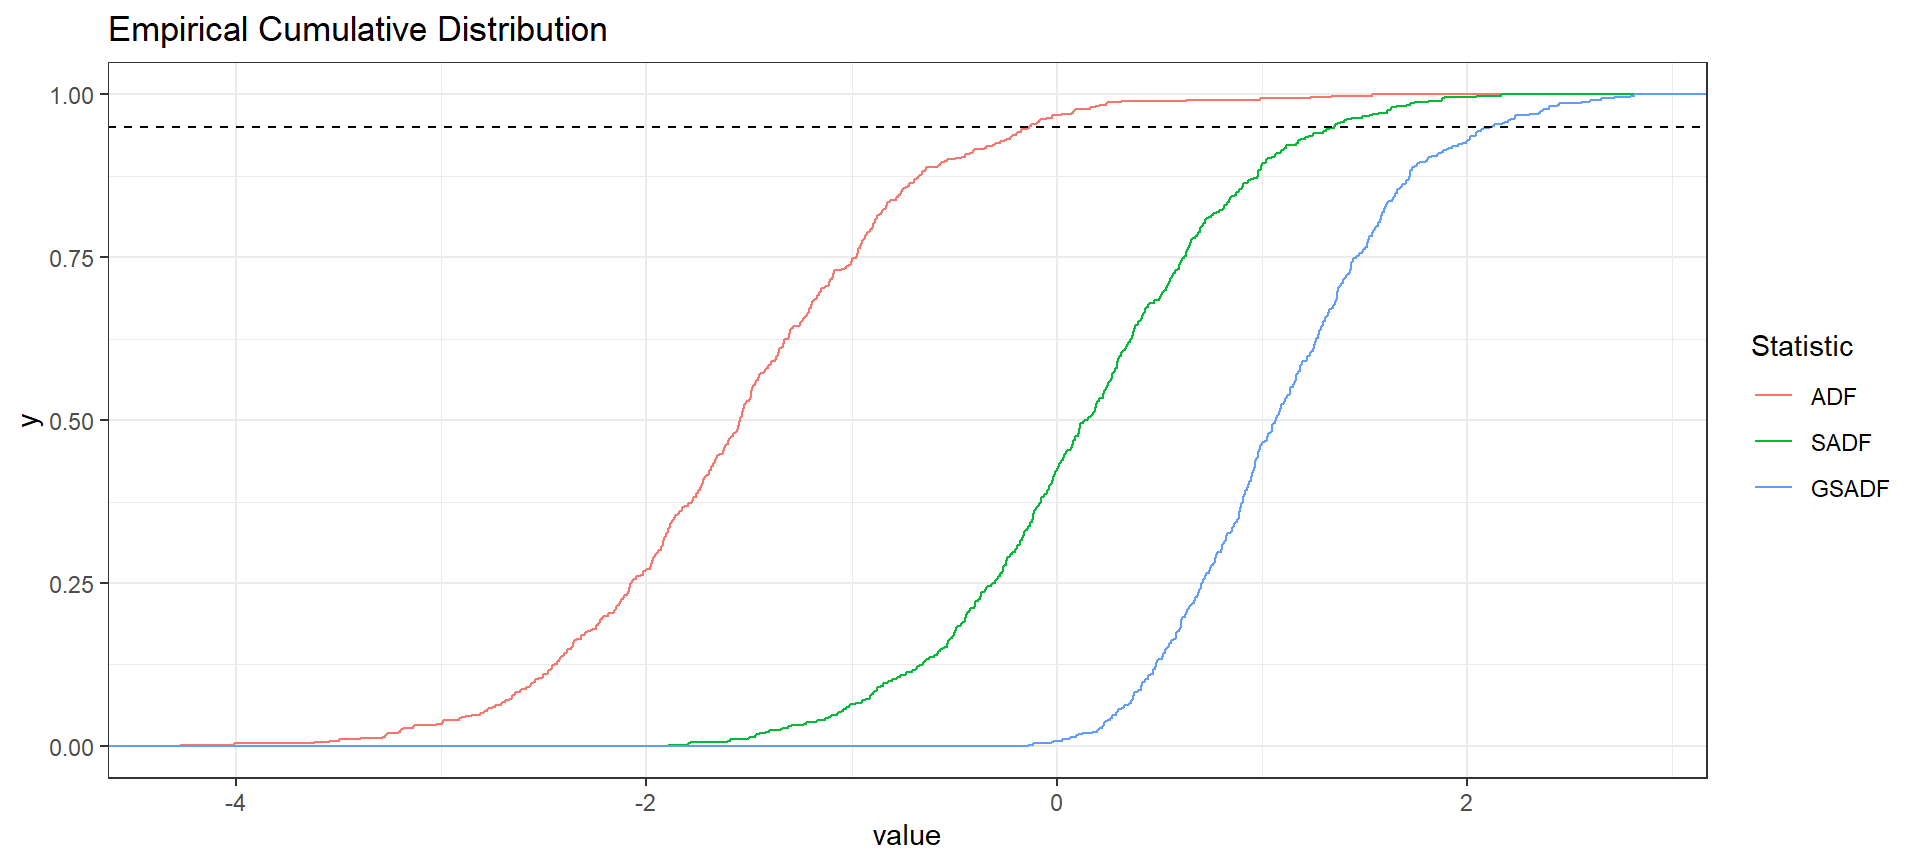 Empirical Cumulative Distribution
1.00
0.75
0.50
0.25
0.00
y
-4
-2
0
2
value
Statistic
ADF
SADF
GSADF